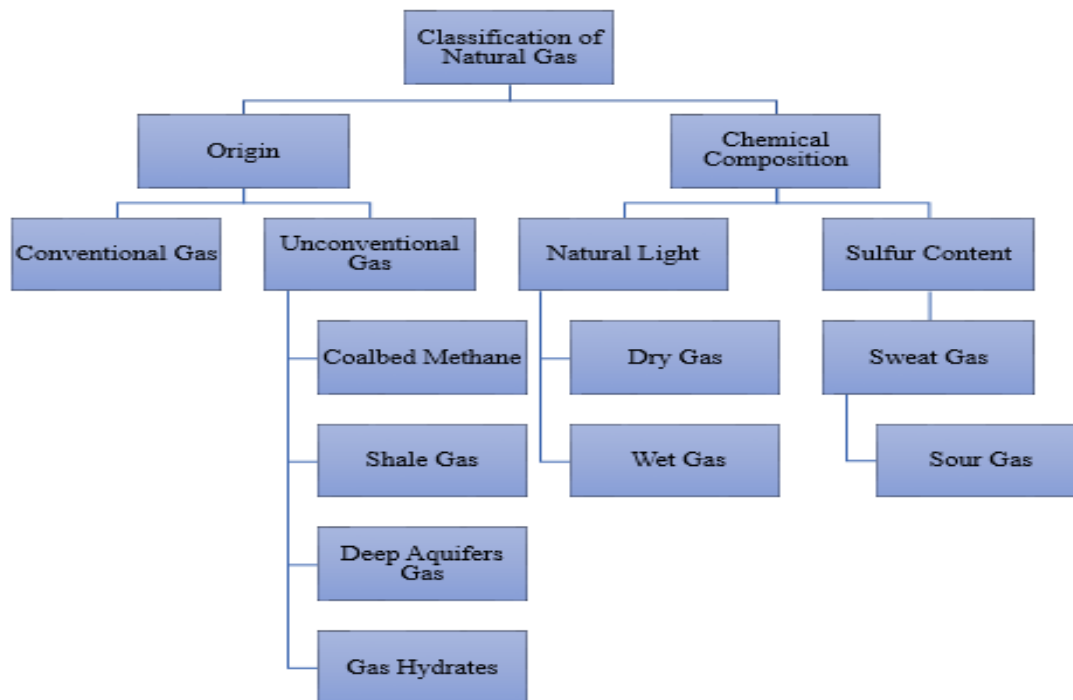 Classification of
Natural Gas
Origin
Chemical
Composition
Conventional Gas
Unconventional
Gas
Natural Light
Sulfur Content
Coalbed Methane
Dry Gas
Sweat Gas
Shale Gas
Wet Gas
Sour Gas
Deep Aquifers
Gas
Gas Hydrates